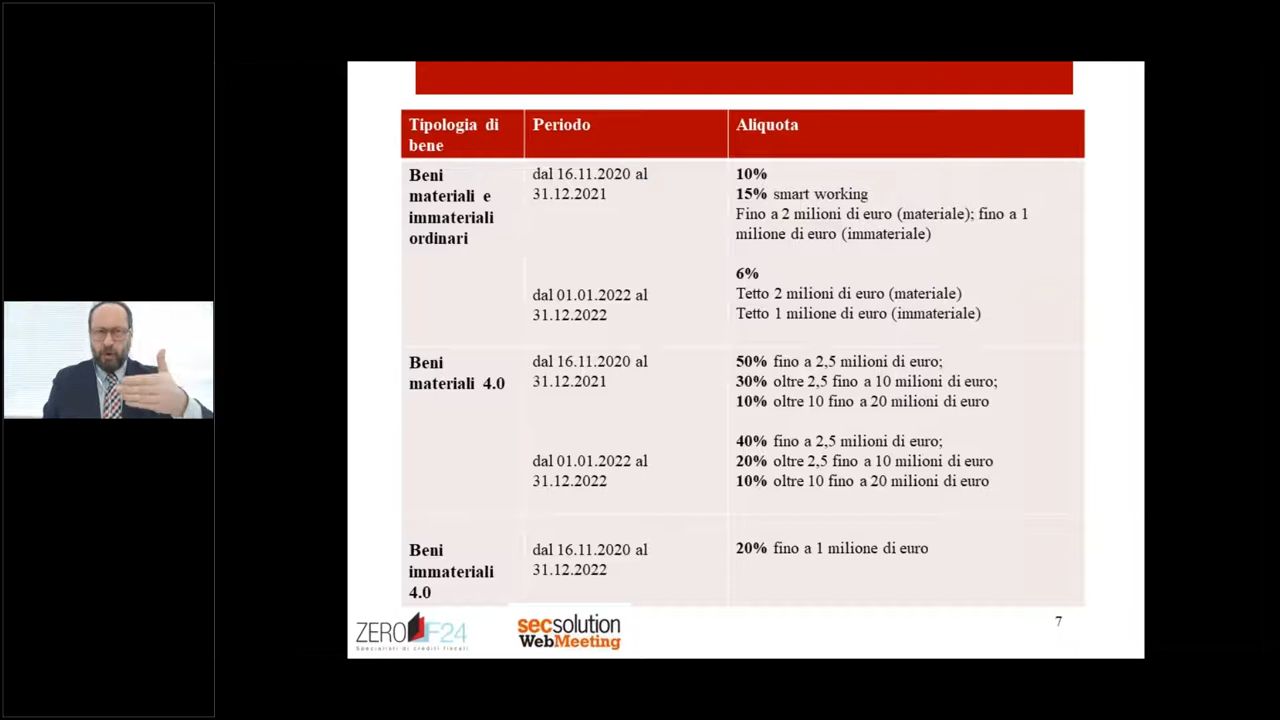 Tipologia di
bene
Periodo
Aliquota
Beni
materiali e
immateriali
ordinari
dal 16.11.2020 al
31.12.2021
10%
15% smart working
Fino a 2 milioni di euro (materiale); fino a 1
milione di euro (immateriale)
dal 01.01.2022 al
31.12.2022
6%
Tetto 2 milioni di euro (materiale)
Tetto 1 milione di euro (immateriale)
Beni
materiali 4.0
dal 16.11.2020 al
31.12.2021
50% fino a 2,5 milioni di euro;
30% oltre 2,5 fino a 10 milioni di euro;
10% oltre 10 fino a 20 milioni di euro
dal 01.01.2022 al
31.12.2022
40% fino a 2,5 milioni di euro;
20% oltre 2,5 fino a 10 milioni di euro
10% oltre 10 fino a 20 milioni di euro
Beni
immateriali
4.0
dal 16.11.2020 al
31.12.2022
20% fino a 1 milione di euro
ZERO F24
Specialisti di crediti fiscali
secsolution
WebMeeting
7